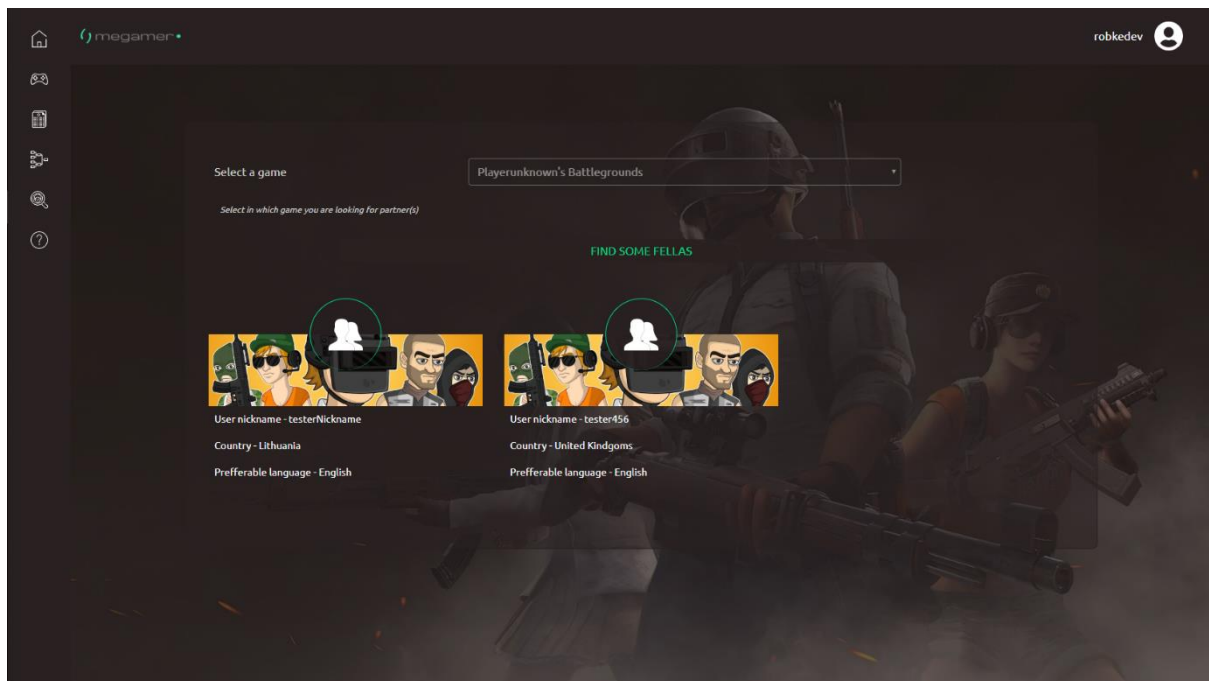 megamer
robkedev
Select a game
Playerunknown's Battlegrounds
Select in which game you are looking for partner(s)
FIND SOME FELLAS
User nickname - testerNickname
Country - Lithuania
Prefferable language - English
User nickname - tester456
Country - United Kindgoms
Prefferable language - English